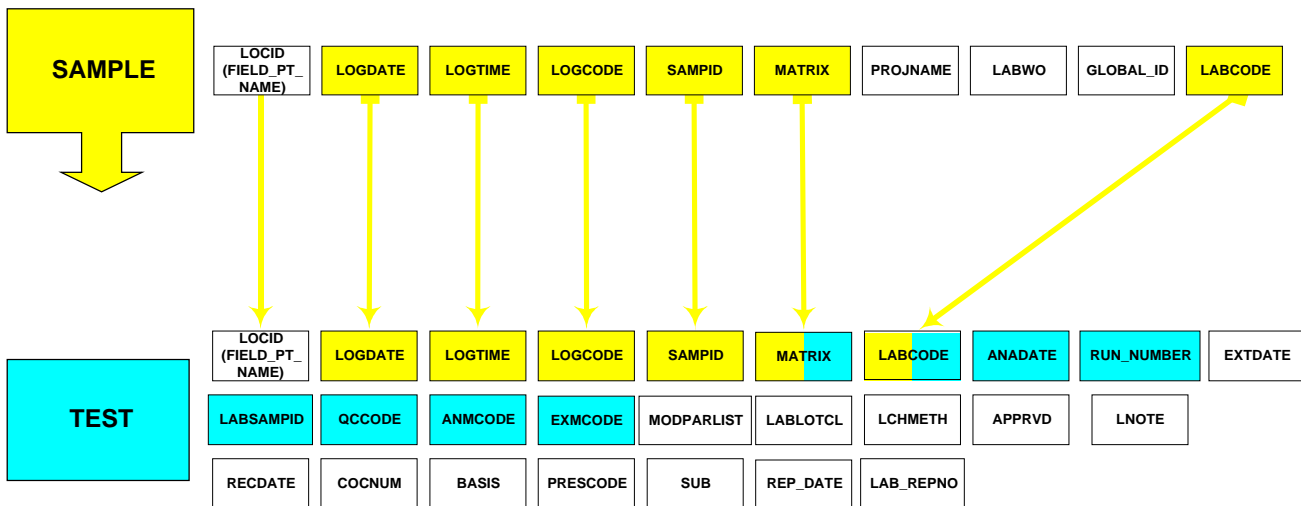 SAMPLE
LOCID
(FIELD_PT_
NAME)
LOGDATE
LOGTIME
LOGCODE
SAMPID
MATRIX
PROJNAME
LABWO
GLOBAL_ID
LABCODE
TEST
LOCID
(FIELD_PT_
NAME)
LOGDATE
LOGTIME
LOGCODE
SAMPID
MATRIX
LABCODE
ANADATE
RUN_NUMBER
EXTDATE
LABSAMPID
QCCODE
ANMCODE
EXMCODE
MODPARLIST
LABLOTCL
LCHMETH
APPRVD
LNOTE
RECDATE
COCNUM
BASIS
PRESCODE
SUB
REP_DATE
LAB_REPNO